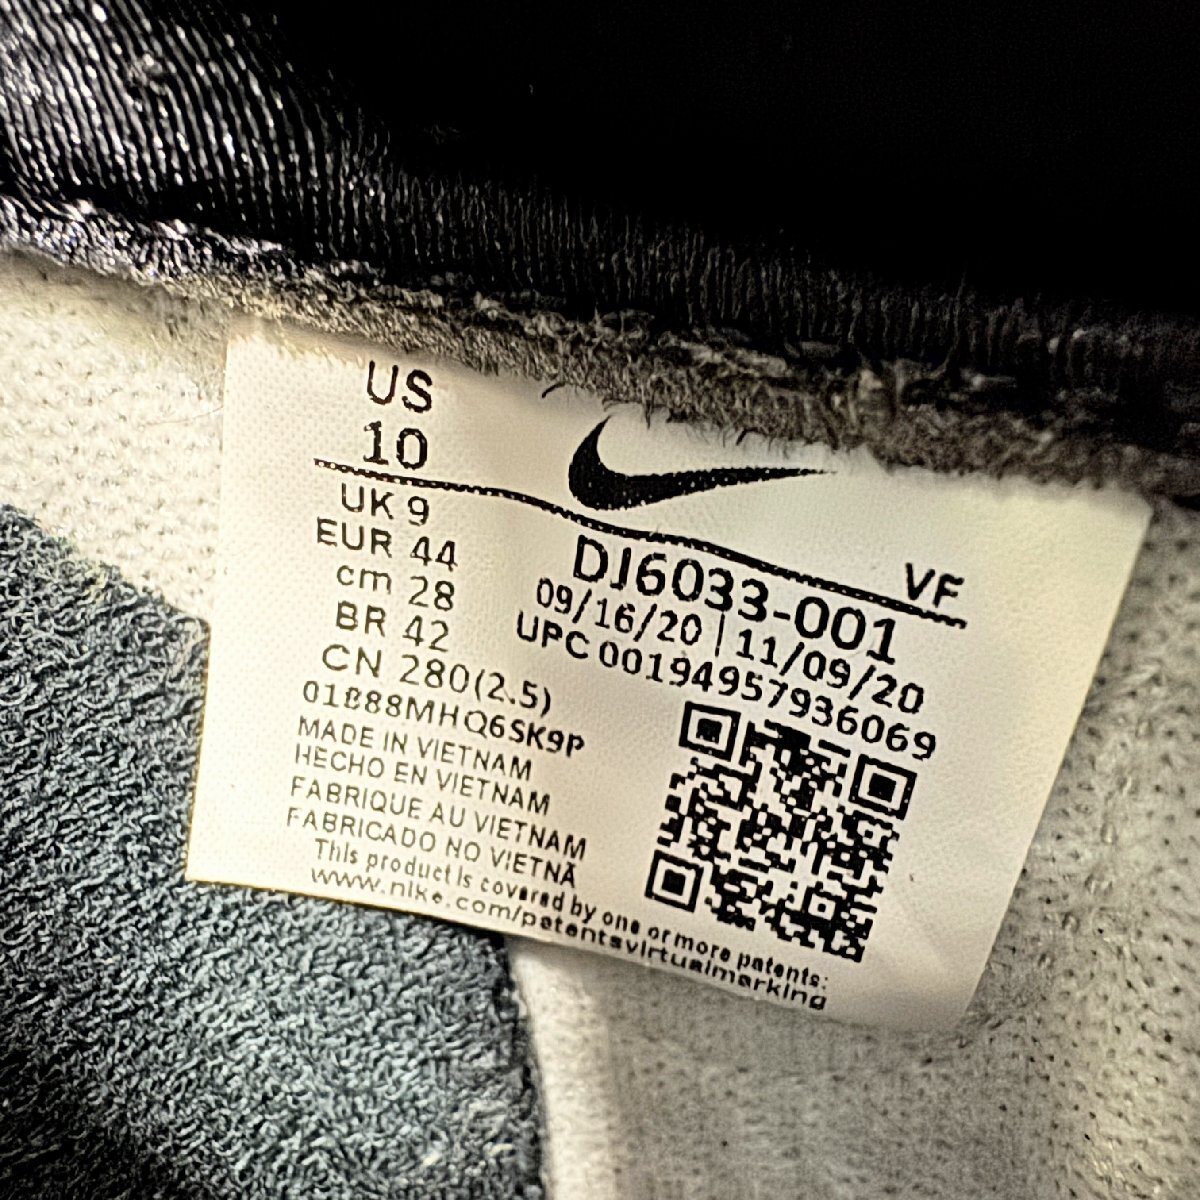 US
10
UK 9
EUR 44
cm 28
BR 42
CN 280(2.5)
01B88MHQ6SK9P
MADE IN VIETNAM
HECHO EN VIETNAM
FABRIQUE AU VIETNAM
FABRICADO NO VIETNÃ
This product is covered by one or more patents:
www.nike.com/patentsvirtualmarking
VF
DJ6033-001
09/16/20 | 11/09/20
UPC 00194957936069